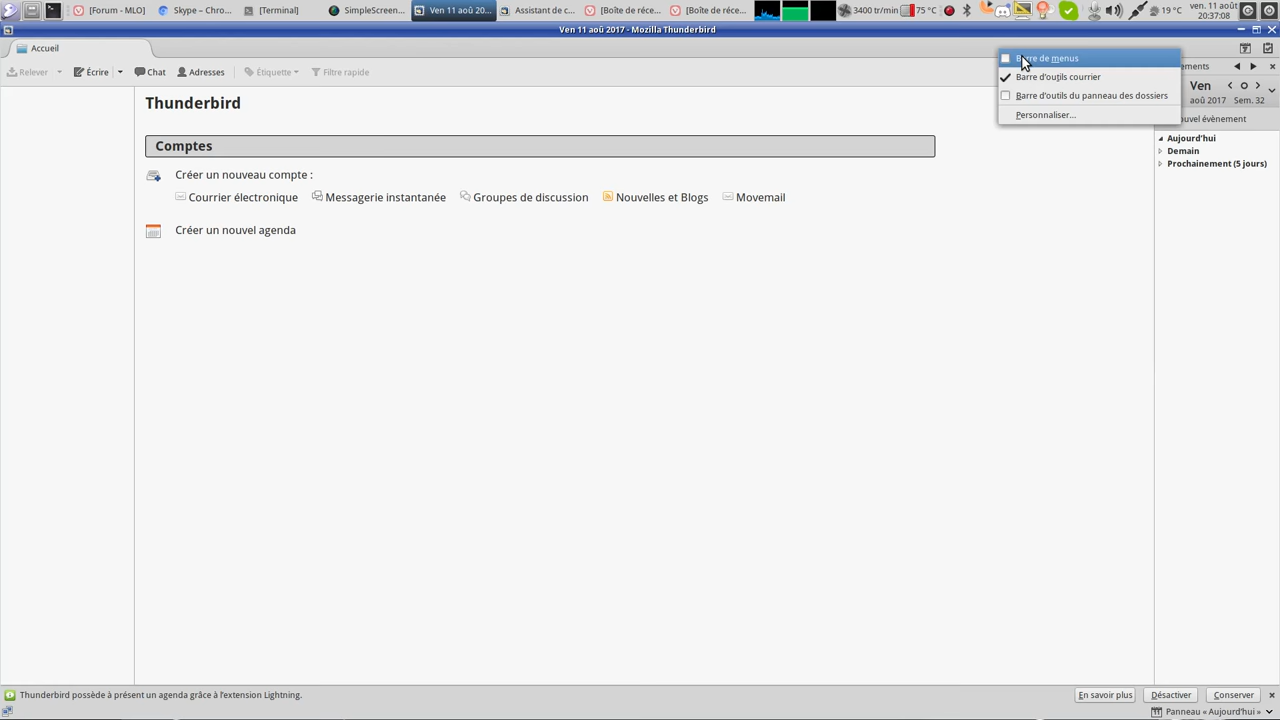 [Forum - MLO]
Skype – Chro...
[Terminal]
SimpleScreen...
Ven 11 aoû 20...
Assistant de c...
[Boîte de réce...
[Boîte de réce...
3400 tr/min
75 °C
19 °C
ven. 11 août
20:37:08
Ven 11 aoû 2017 - Mozilla Thunderbird
Accueil
Relever
Écrire
Chat
Adresses
Étiquette
Filtre rapide
Barre de menus
Barre d'outils courrier
Barre d'outils du panneau des dossiers
Personnaliser...
Ven
août 2017
Sem. 32
Aujourd'hui
Demain
Prochainement (5 jours)
Thunderbird
Comptes
Créer un nouveau compte :
Courrier électronique
Messagerie instantanée
Groupes de discussion
Nouvelles et Blogs
Movemail
Créer un nouvel agenda
Thunderbird possède à présent un agenda grâce à l'extension Lightning.
En savoir plus
Désactiver
Conserver
Panneau « Aujourd'hui »